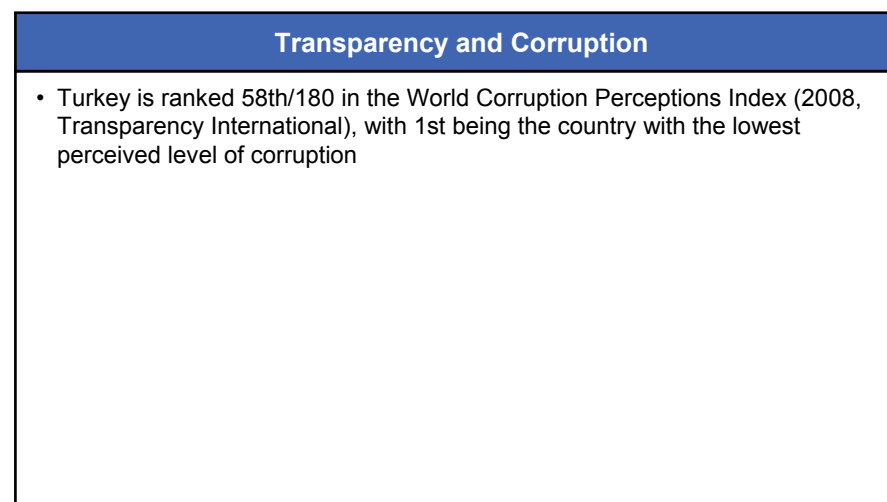 Transparency and Corruption
• Turkey is ranked 58th/180 in the World Corruption Perceptions Index (2008,
Transparency International), with 1st being the country with the lowest
perceived level of corruption